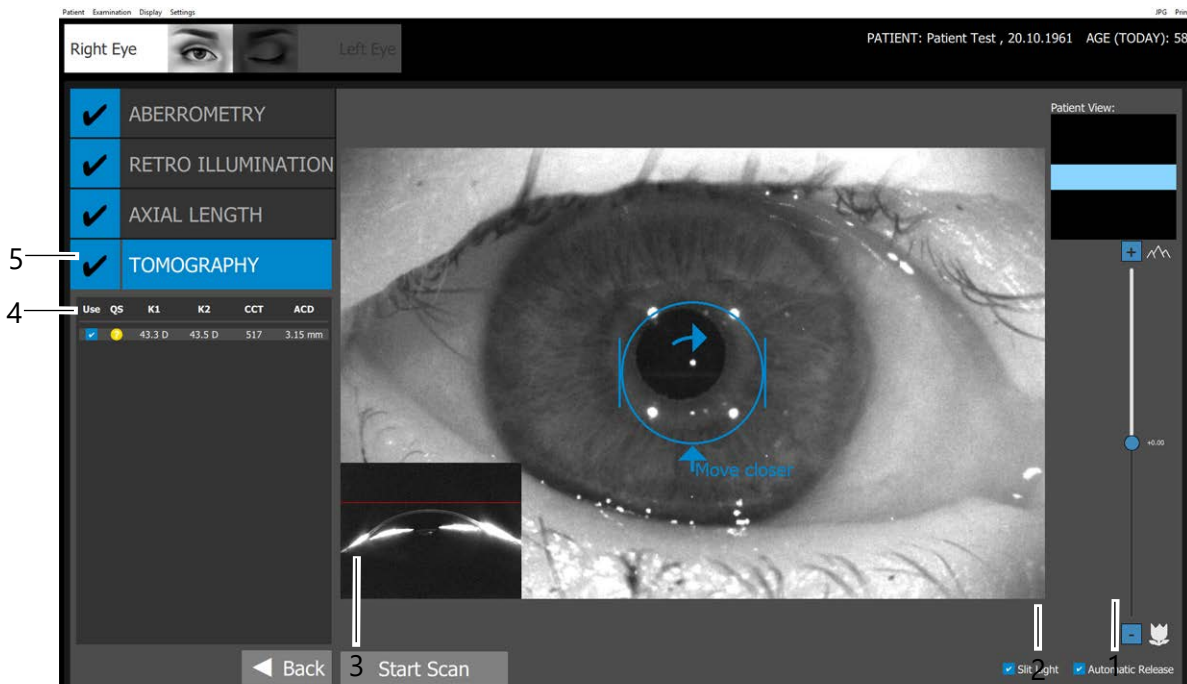 Patient Examination Display Settings JPG Prin
Right Eye Left Eye PATIENT: Patient Test , 20.10.1961 AGE (TODAY): 58
ABERROMETRY
RETRO ILLUMINATION
AXIAL LENGTH
TOMOGRAPHY
Patient View:
5
+
4
Use QS K1 K2 CCT ACD
? 43.3 D 43.5 D 517 3.15 mm
+0.00
Move closer
-
Back
3
Start Scan
2
1
Slit Light Automatic Release